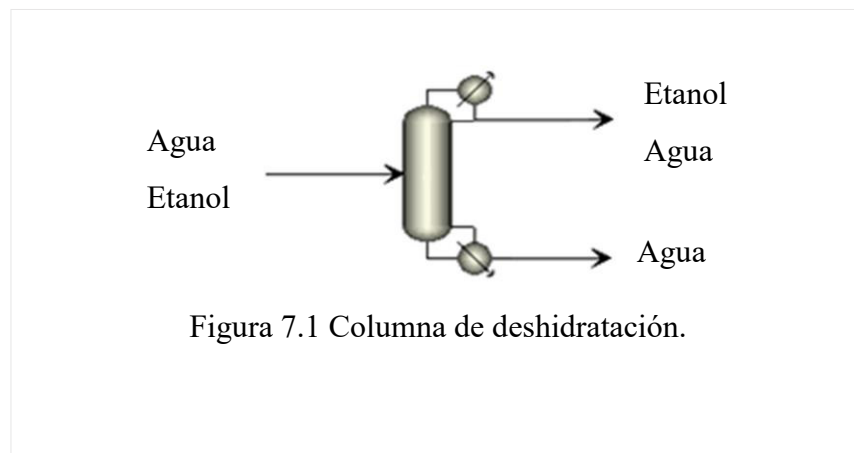 Agua
Etanol
Etanol
Agua
Agua
Figura 7.1 Columna de deshidratación.